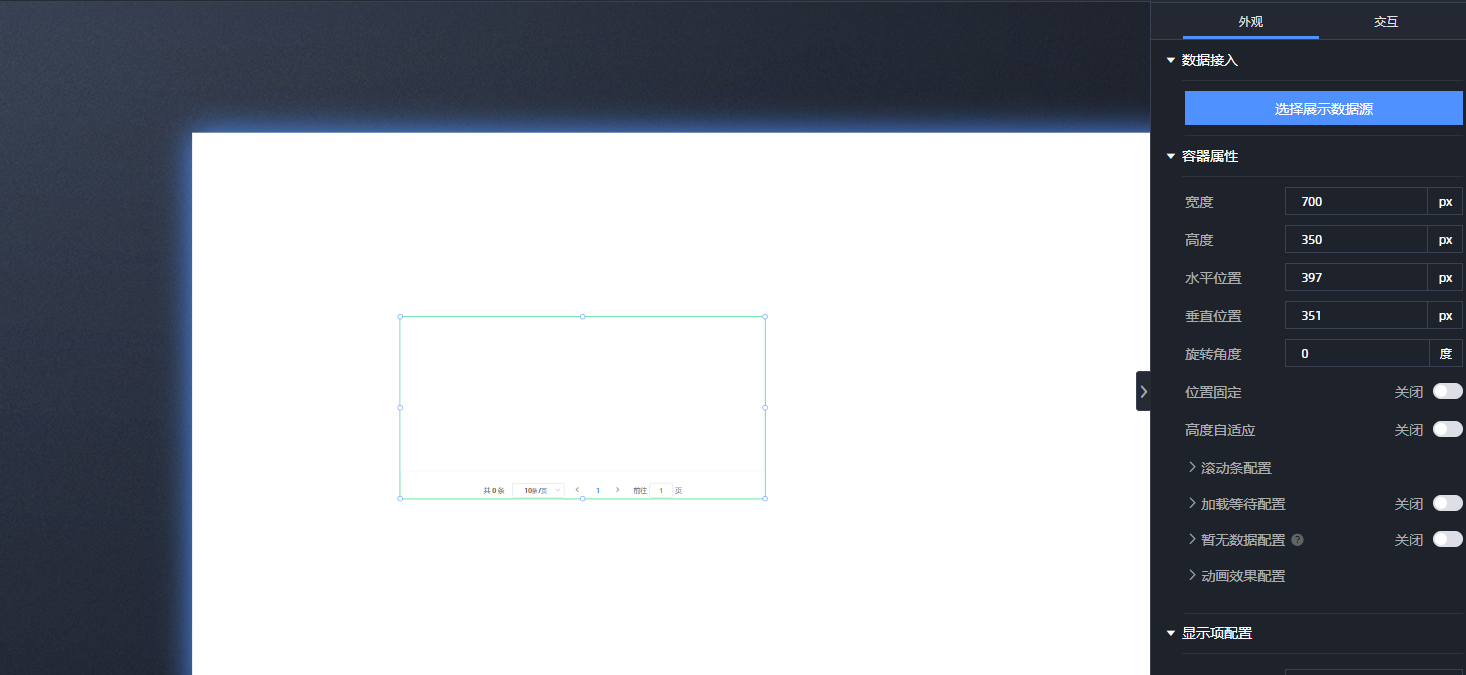 外观 交互
数据接入
选择展示数据源
容器属性
宽度 700 px
高度 350 px
水平位置 397 px
垂直位置 351 px
旋转角度 0 度
位置固定 关闭
高度自适应 关闭
滚动条配置
加载等待配置 关闭
暂无数据配置 ? 关闭
动画效果配置
显示项配置
共 0 条 10条/页 1 前往 1 页